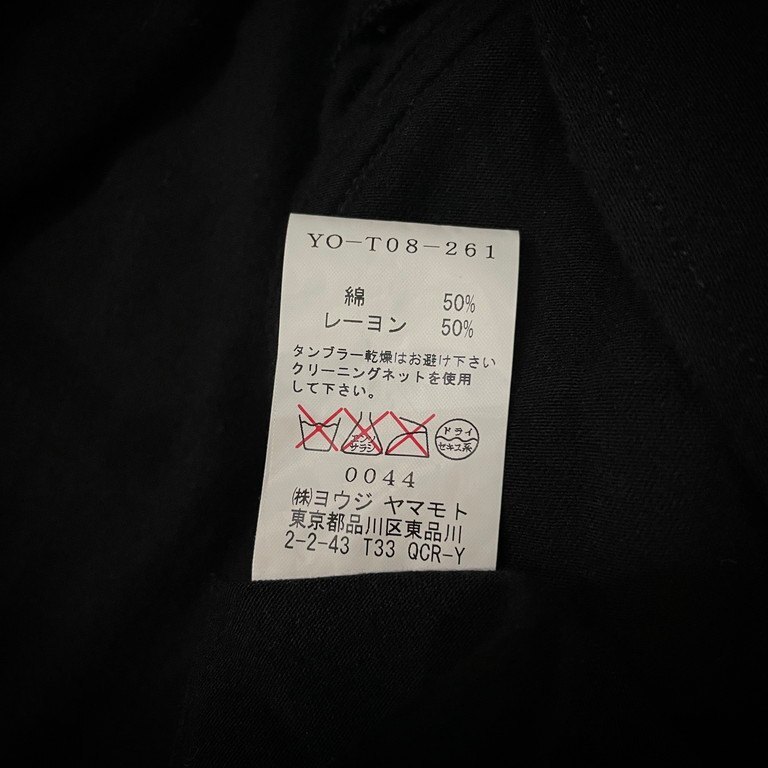 YO-T08-261
綿 50%
レーヨン 50%
タンブラー乾燥はお避け下さい
クリーニングネットを使用
して下さい。
エンソ
サラシ
ドライ
セキユ系
0044
㈱ヨウジ ヤマモト
東京都品川区東品川
2-2-43 T33 QCR-Y